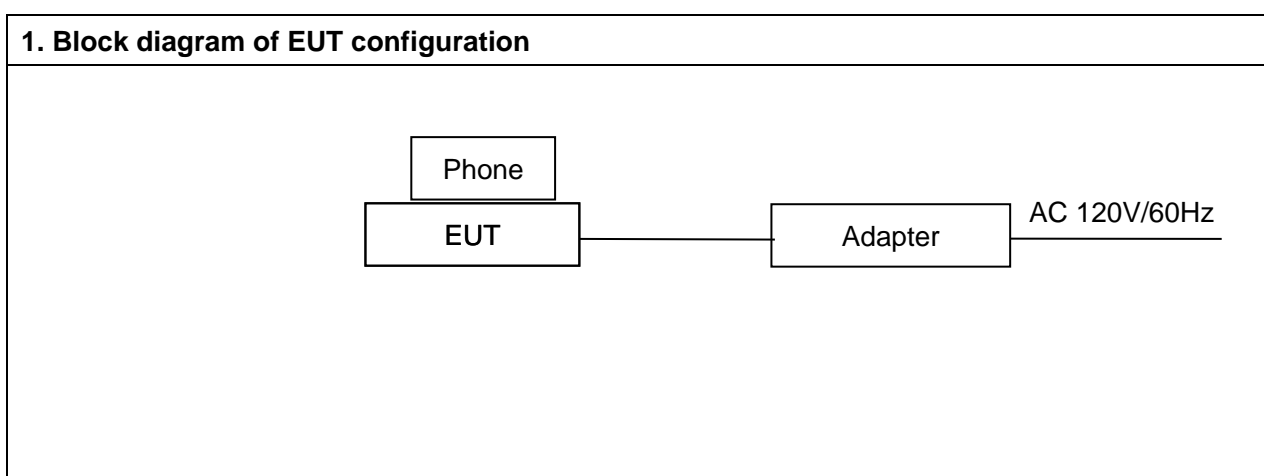 1. Block diagram of EUT configuration
Phone
EUT
Adapter
AC 120V/60Hz